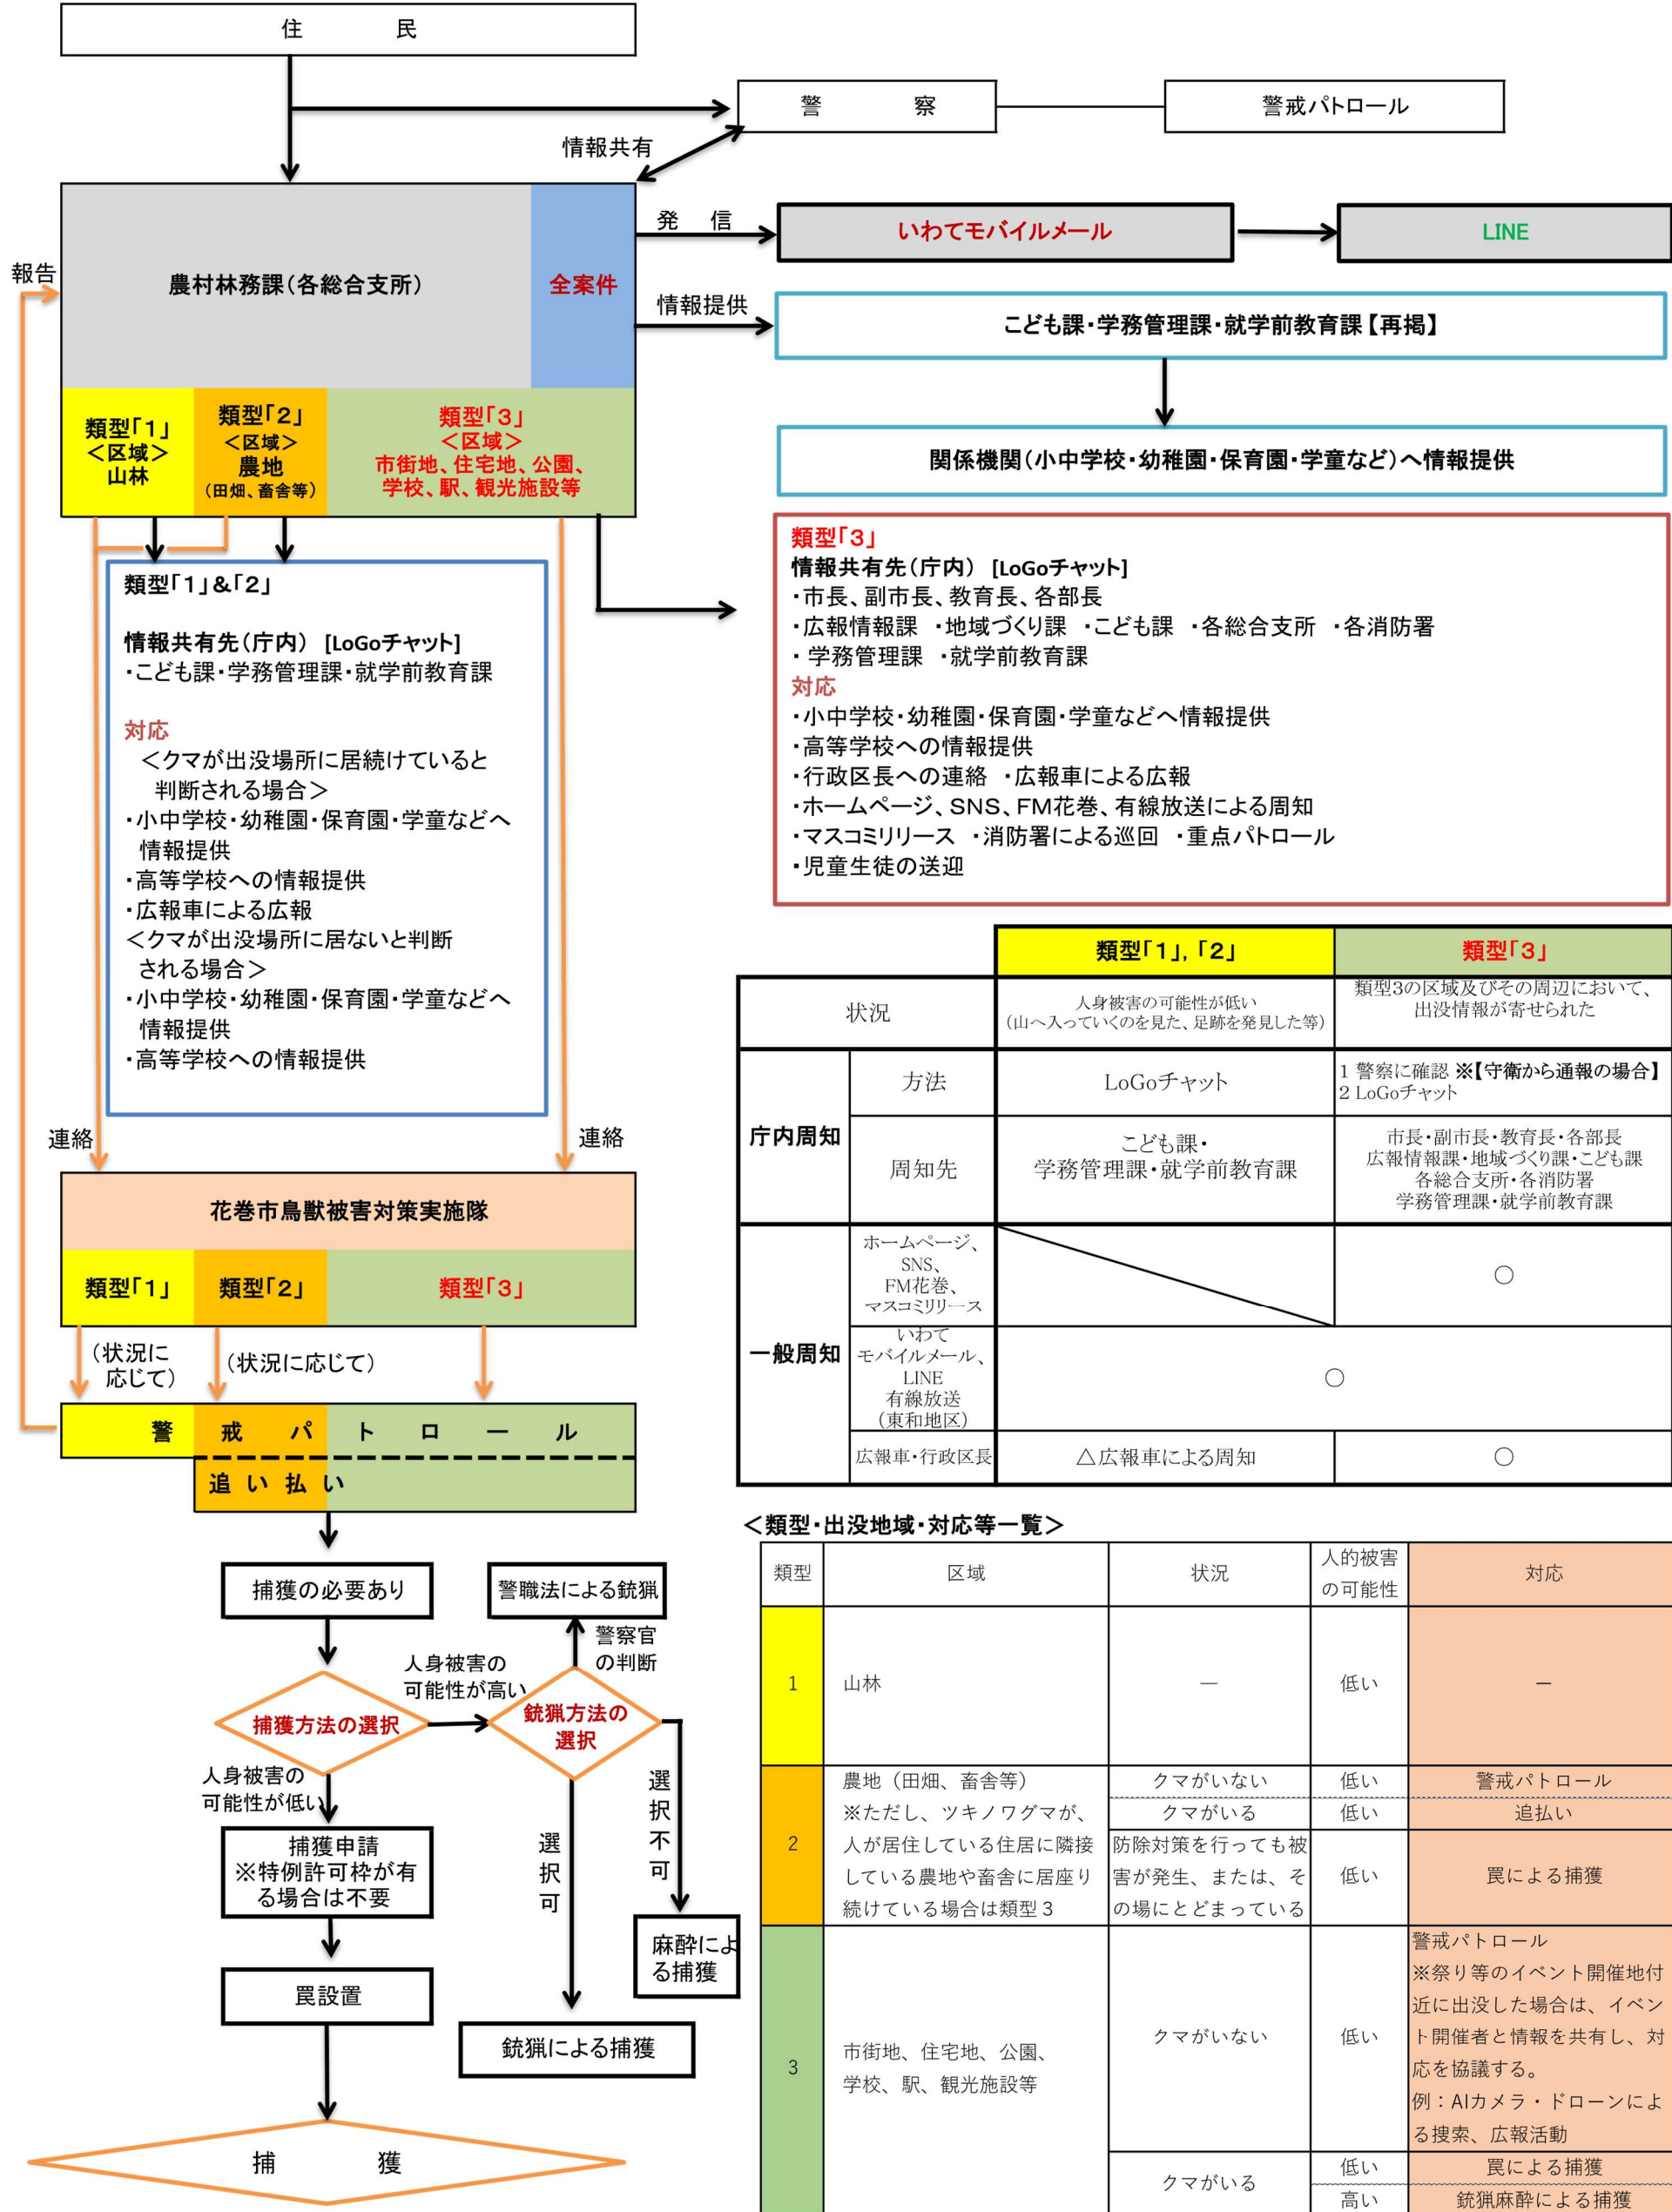 住　民
警　察
警戒パトロール
情報共有
報告
農村林務課（各総合支所）
全案件
発　信
いわてモバイルメール
LINE
情報提供
こども課・学務管理課・就学前教育課【再掲】
関係機関（小中学校・幼稚園・保育園・学童など）へ情報提供
類型「１」
＜区域＞
山林
類型「２」
＜区域＞
農地
（田畑、畜舎等）
類型「３」
＜区域＞
市街地、住宅地、公園、
学校、駅、観光施設等
類型「１」＆「２」
情報共有先（庁内） [LoGoチャット]
・こども課・学務管理課・就学前教育課
対応
＜クマが出没場所に居続けていると
判断される場合＞
・小中学校・幼稚園・保育園・学童などへ
情報提供
・高等学校への情報提供
・広報車による広報
＜クマが出没場所に居ないと判断
される場合＞
・小中学校・幼稚園・保育園・学童などへ
情報提供
・高等学校への情報提供
類型「３」
情報共有先（庁内） [LoGoチャット]
・市長、副市長、教育長、各部長
・広報情報課 ・地域づくり課 ・こども課 ・各総合支所 ・各消防署
・ 学務管理課 ・就学前教育課
対応
・小中学校・幼稚園・保育園・学童などへ情報提供
・高等学校への情報提供
・行政区長への連絡 ・広報車による広報
・ホームページ、ＳＮＳ、ＦＭ花巻、有線放送による周知
・マスコミリリース ・消防署による巡回 ・重点パトロール
・児童生徒の送迎
連絡
連絡
花巻市鳥獣被害対策実施隊
類型「１」
類型「２」
類型「３」
（状況に
応じて）
（状況に応じて）
警　戒　パ　ト　ロ　ー　ル
追 い 払 い
捕獲の必要あり
警職法による銃猟
警察官
の判断
人身被害の
可能性が高い
捕獲方法の選択
銃猟方法の
選択
人身被害の
可能性が低い
捕獲申請
※特例許可枠が有
る場合は不要
選択可
選択不可
麻酔によ
る捕獲
罠設置
銃猟による捕獲
捕　獲
類型「１」，「２」
類型「３」
状況
人身被害の可能性が低い
（山へ入っていくのを見た、足跡を発見した等）
類型3の区域及びその周辺において、
出没情報が寄せられた
庁内周知
方法
LoGoチャット
1 警察に確認 ※【守衛から通報の場合】
2 LoGoチャット
周知先
こども課・
学務管理課・就学前教育課
市長・副市長・教育長・各部長
広報情報課・地域づくり課・こども課
各総合支所・各消防署
学務管理課・就学前教育課
一般周知
ホームページ、
SNS、
FM花巻、
マスコミリリース
○
いわて
モバイルメール、
LINE
有線放送
（東和地区）
○
広報車・行政区長
△広報車による周知
○
＜類型・出没地域・対応等一覧＞
類型
区域
状況
人的被害
の可能性
対応
1
山林
―
低い
―
2
農地（田畑、畜舎等）
※ただし、ツキノワグマが、
人が居住している住居に隣接
している農地や畜舎に居座り
続けている場合は類型３
クマがいない
低い
警戒パトロール
クマがいる
低い
追払い
防除対策を行っても被
害が発生、または、そ
の場にとどまっている
低い
罠による捕獲
3
市街地、住宅地、公園、
学校、駅、観光施設等
クマがいない
低い
警戒パトロール
※祭り等のイベント開催地付
近に出没した場合は、イベン
ト開催者と情報を共有し、対
応を協議する。
例：AIカメラ・ドローンによ
る捜索、広報活動
クマがいる
低い
罠による捕獲
高い
銃猟麻酔による捕獲